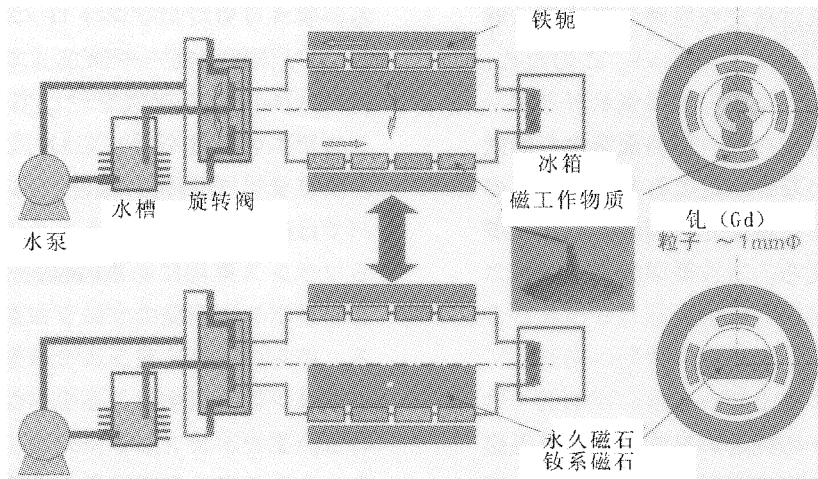 铁轭
冰箱
磁工作物质
水槽
旋转阀
水泵
钆（Gd）
粒子 ～1mmΦ
永久磁石
钕系磁石